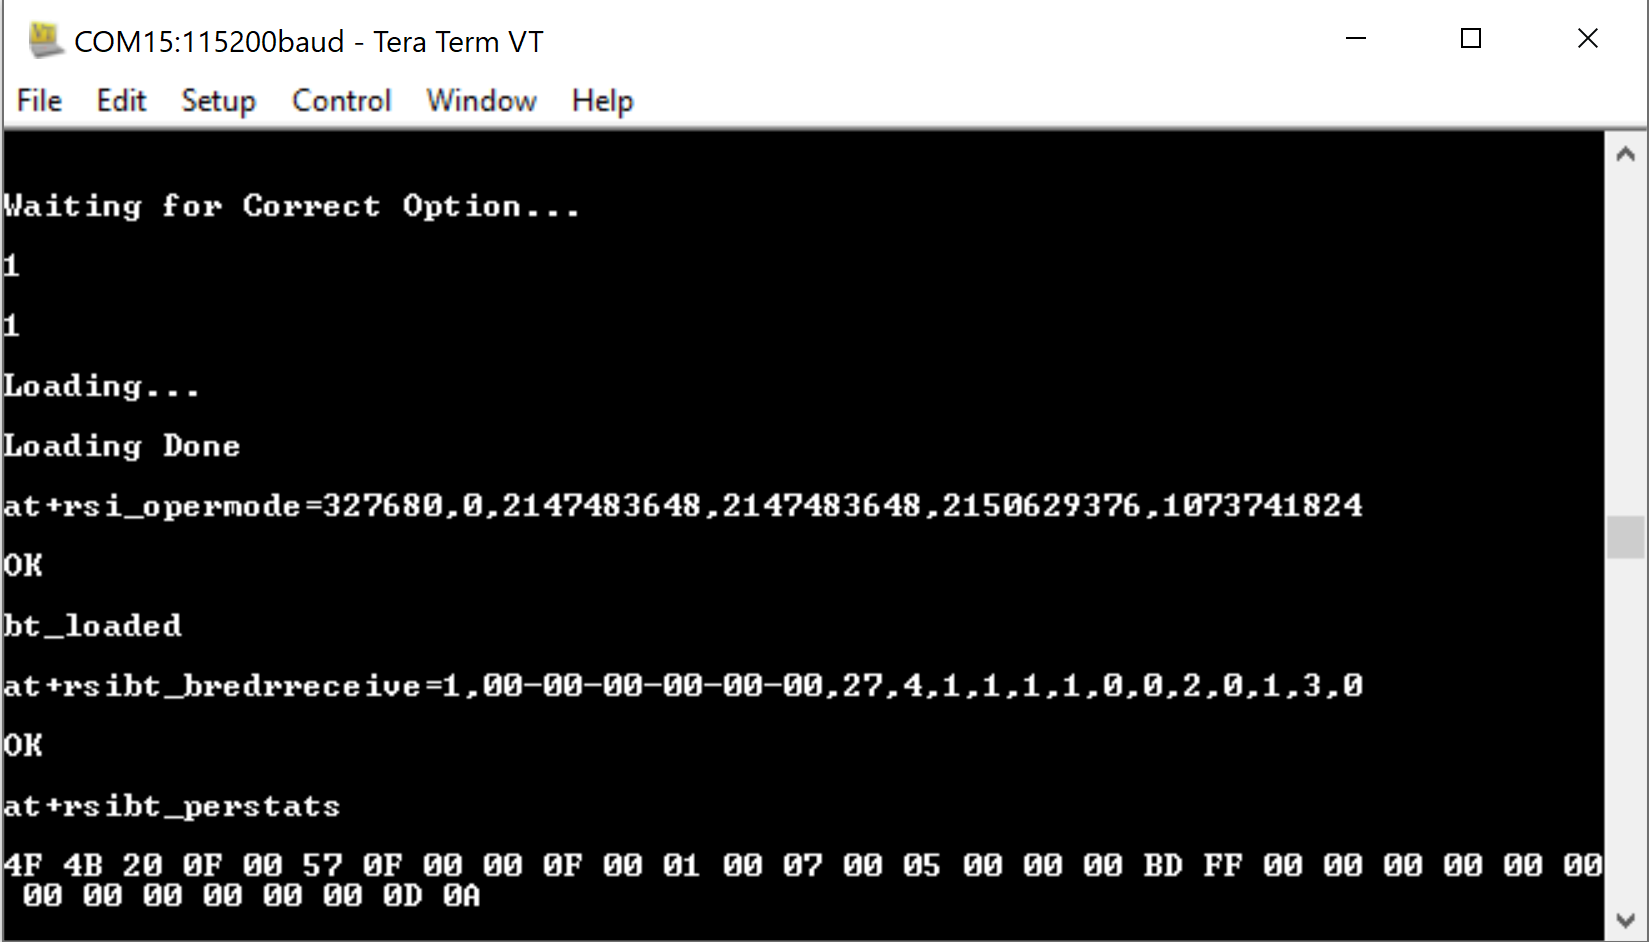 COM15:115200baud - Tera Term VT
File Edit Setup Control Window Help
Waiting for Correct Option...
1
1
Loading...
Loading Done
at+rsi_opermode=327680,0,2147483648,2147483648,2150629376,1073741824
OK
bt_loaded
at+rsibt_bredrreceive=1,00-00-00-00-00-00,27,4,1,1,1,1,0,0,2,0,1,3,0
OK
at+rsibt_perstats
4F 4B 20 0F 00 57 0F 00 00 0F 00 01 00 07 00 05 00 00 00 BD FF 00 00 00 00 00 00
00 00 00 00 00 00 0D 0A